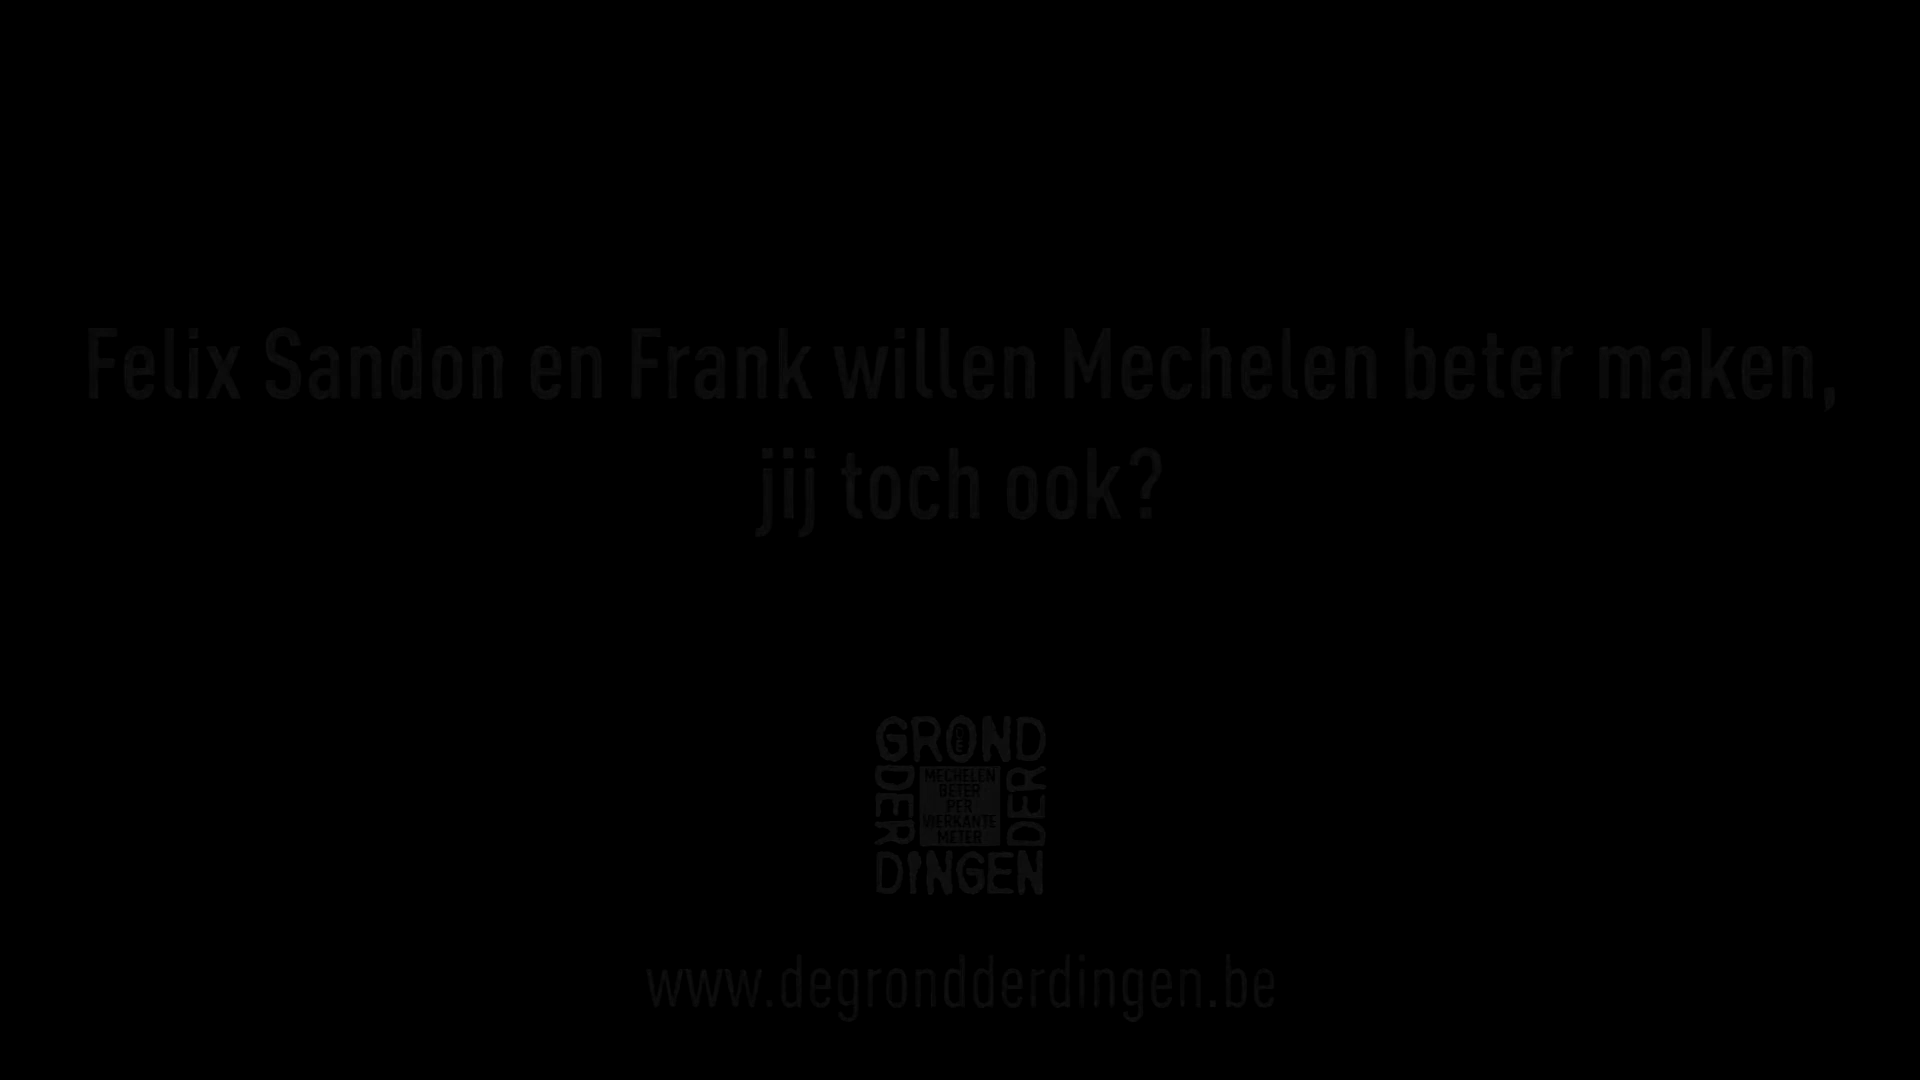 Felix Sandon en Frank willen Mechelen beter maken,
jij toch ook?
DE
GROND
DER
MECHELEN
BETER
PER
VIERKANTE
METER
DER
DINGEN
www.degrondderdingen.be